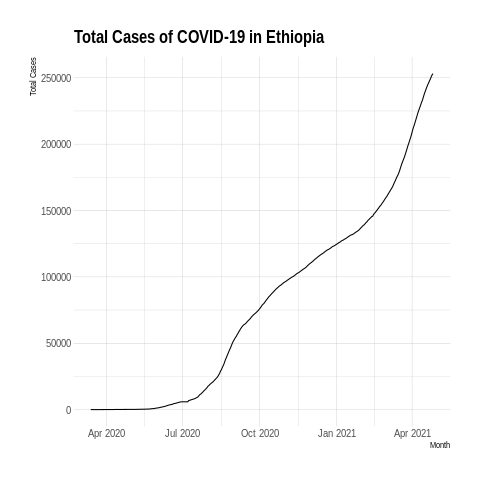 Total Cases of COVID-19 in Ethiopia
Total Cases
250000
200000
150000
100000
50000
0
Apr 2020 Jul 2020 Oct 2020 Jan 2021 Apr 2021
Month